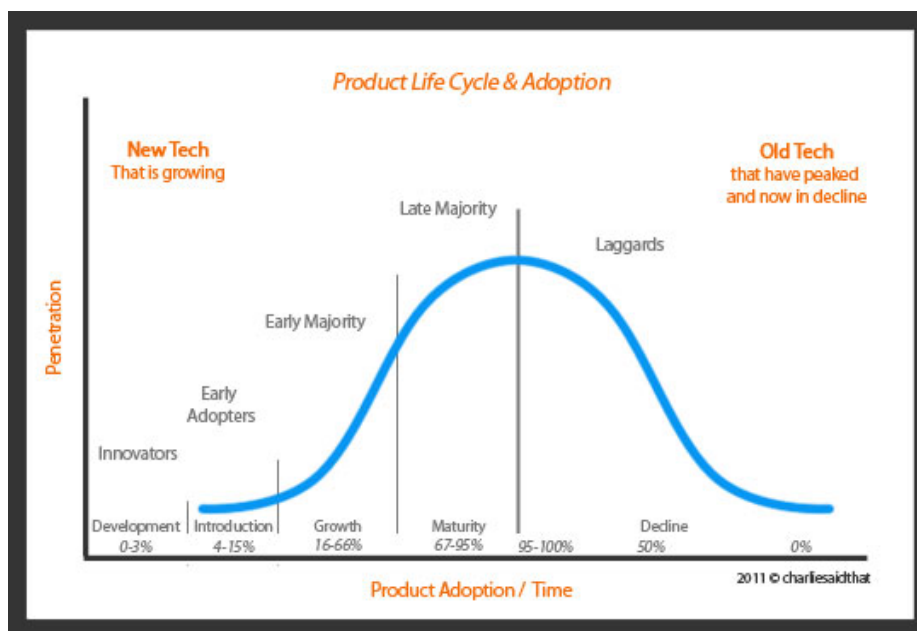 Product Life Cycle & Adoption
New Tech
That is growing
Old Tech
that have peaked
and now in decline
Late Majority
Laggards
Early Majority
Early
Adopters
Innovators
Penetration
Development Introduction Growth Maturity Decline
0-3% 4-15% 16-66% 67-95% 95-100% 50% 0%
2011 © charliesaidthat
Product Adoption / Time